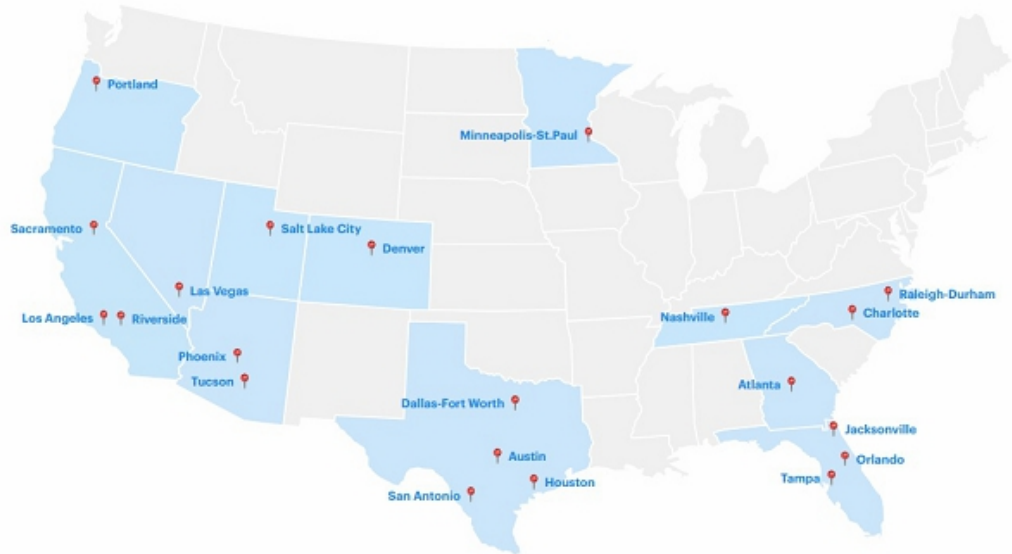 Portland
Minneapolis-St.Paul
Sacramento
Salt Lake City
Denver
Las Vegas
Raleigh-Durham
Los Angeles
Riverside
Nashville
Charlotte
Phoenix
Tucson
Atlanta
Dallas-Fort Worth
Jacksonville
Austin
Orlando
Tampa
Houston
San Antonio